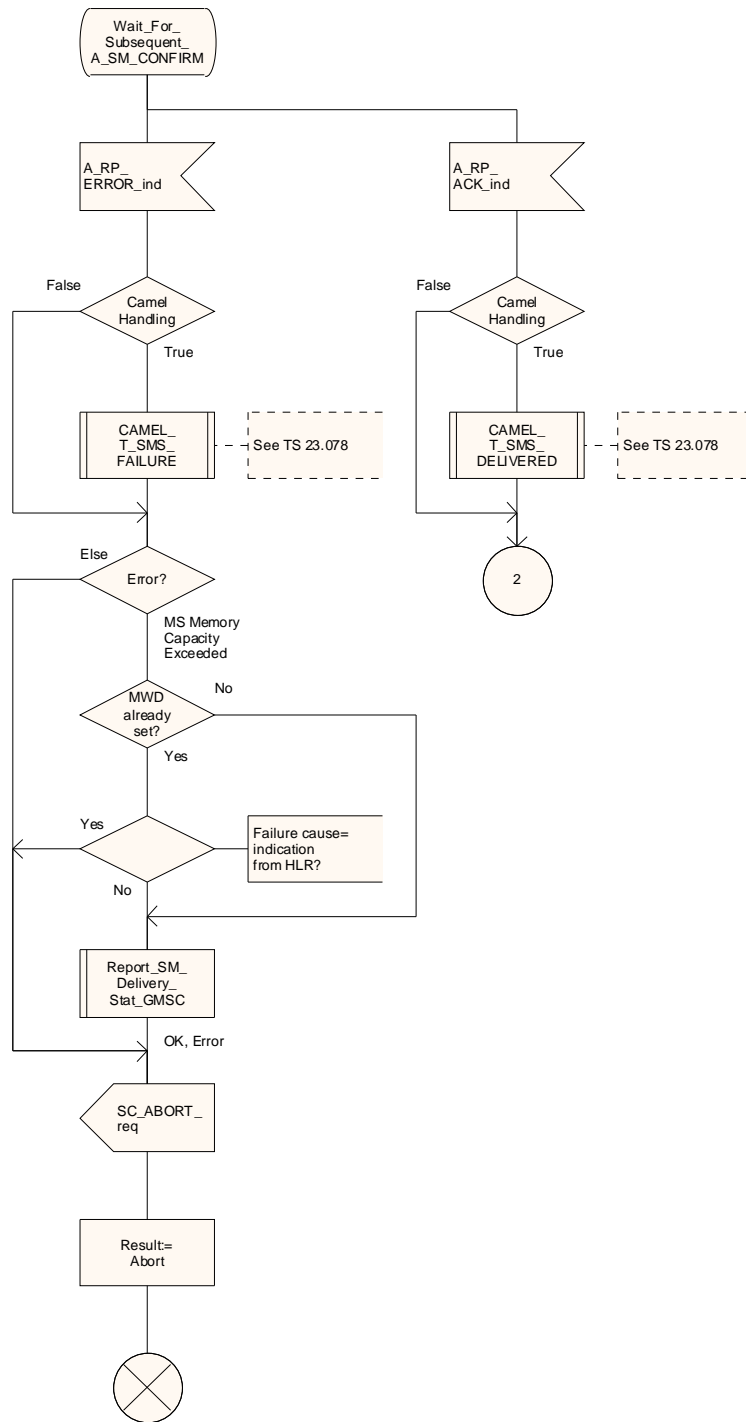 Wait_For_
Subsequent_
A_SM_CONFIRM
A_RP_
ERROR_ind
A_RP_
ACK_ind
False
Camel
Handling
True
False
Camel
Handling
True
CAMEL_
T_SMS_
FAILURE
See TS 23.078
CAMEL_
T_SMS_
DELIVERED
See TS 23.078
Else
Error?
2
MS Memory
Capacity
Exceeded
MWD
already
set?
No
Yes
Yes
Failure cause=
indication
from HLR?
No
Report_SM_
Delivery_
Stat_GMSC
OK, Error
SC_ABORT_
req
Result:=
Abort